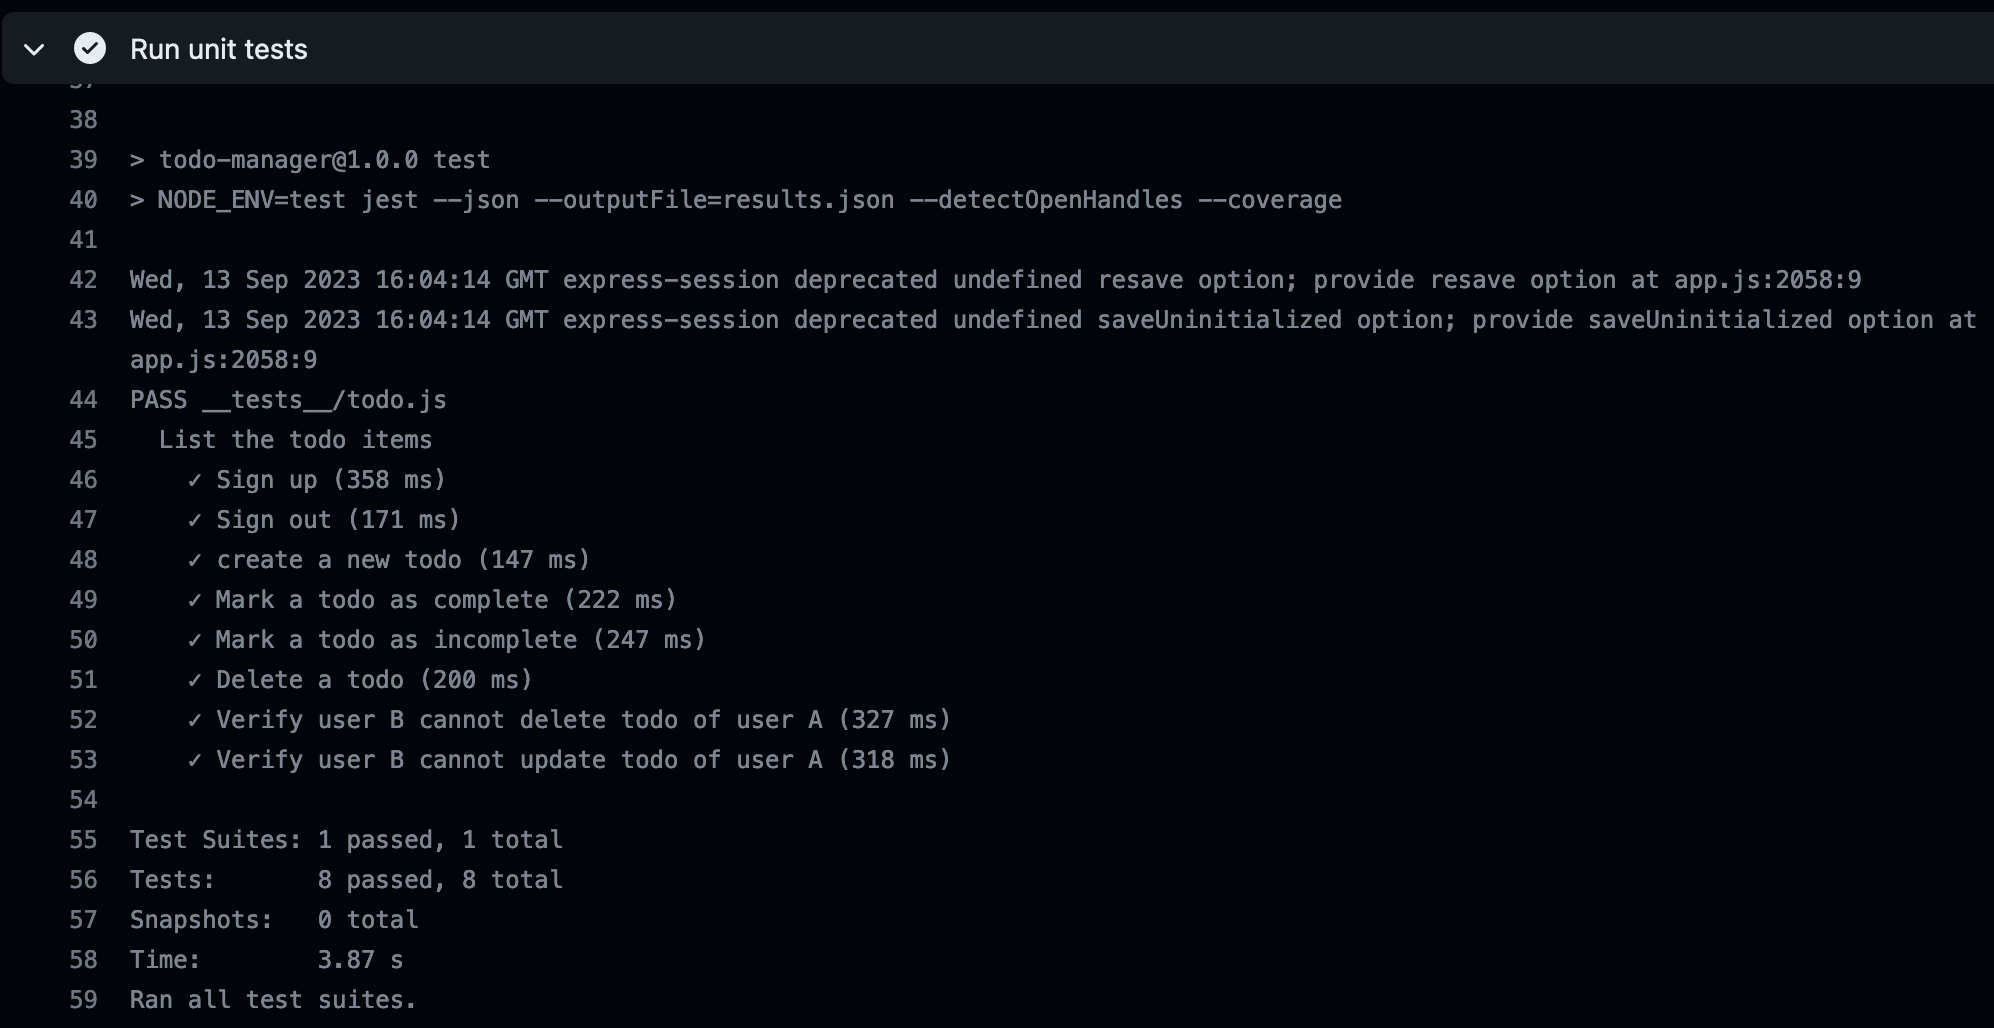 Run unit tests
37
38
39 > todo-manager@1.0.0 test
40 > NODE_ENV=test jest --json --outputFile=results.json --detectOpenHandles --coverage
41
42 Wed, 13 Sep 2023 16:04:14 GMT express-session deprecated undefined resave option; provide resave option at app.js:2058:9
43 Wed, 13 Sep 2023 16:04:14 GMT express-session deprecated undefined saveUninitialized option; provide saveUninitialized option at
app.js:2058:9
44 PASS __tests__/todo.js
45 List the todo items
46 ✓ Sign up (358 ms)
47 ✓ Sign out (171 ms)
48 ✓ create a new todo (147 ms)
49 ✓ Mark a todo as complete (222 ms)
50 ✓ Mark a todo as incomplete (247 ms)
51 ✓ Delete a todo (200 ms)
52 ✓ Verify user B cannot delete todo of user A (327 ms)
53 ✓ Verify user B cannot update todo of user A (318 ms)
54
55 Test Suites: 1 passed, 1 total
56 Tests: 8 passed, 8 total
57 Snapshots: 0 total
58 Time: 3.87 s
59 Ran all test suites.